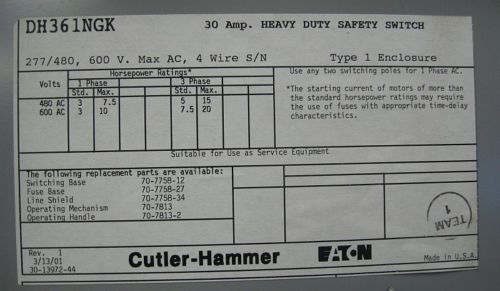 DH361NGK 30 Amp. HEAVY DUTY SAFETY SWITCH
277/480, 600 V. Max AC, 4 Wire S/N Type 1 Enclosure
Horsepower Ratings*
Volts 1 Phase 3 Phase
Std. Max. Std. Max.
480 AC 3 7.5 5 15
600 AC 3 10 7.5 20
Use any two switching poles for 1 Phase AC.
*The starting current of motors of more than
the standard horsepower ratings may require
the use of fuses with appropriate time-delay
characteristics.
Suitable for Use as Service Equipment
The following replacement parts are available:
Switching Base 70-7758-12
Fuse Base 70-7758-27
Line Shield 70-7758-34
Operating Mechanism 70-7813
Operating Handle 70-7813-2
TEAM
1
Rev. 1
3/13/01
30-13972-44
Cutler-Hammer EATON Made in U.S.A.